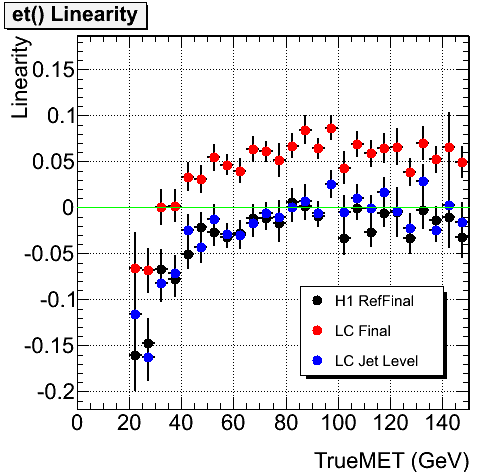 et() Linearity
Linearity
0.15
0.1
0.05
0
-0.05
-0.1
-0.15
-0.2
H1 RefFinal
LC Final
LC Jet Level
0 20 40 60 80 100 120 140
TrueMET (GeV)